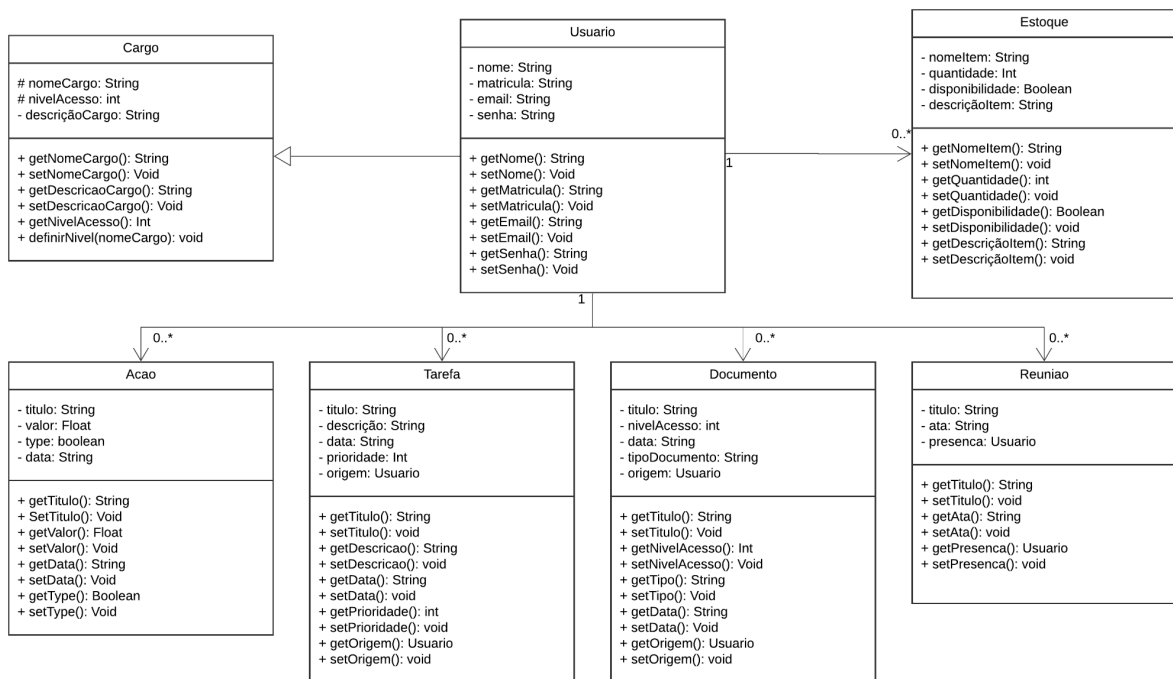 Cargo
# nomeCargo: String
# nivelAcesso: int
- descriçãoCargo: String
+ getNomeCargo(): String
+ setNomeCargo(): Void
+ getDescricaoCargo(): String
+ setDescricaoCargo(): Void
+ getNivelAcesso(): Int
+ definirNivel(nomeCargo): void
Usuario
- nome: String
- matricula: String
- email: String
- senha: String
+ getNome(): String
+ setNome(): Void
+ getMatricula(): String
+ setMatricula(): Void
+ getEmail(): String
+ setEmail(): Void
+ getSenha(): String
+ setSenha(): Void
1
0..*
Estoque
- nomeItem: String
- quantidade: Int
- disponibilidade: Boolean
- descriçãoItem: String
+ getNomeItem(): String
+ setNomeItem(): void
+ getQuantidade(): int
+ setQuantidade(): void
+ getDisponibilidade(): Boolean
+ setDisponibilidade(): void
+ getDescriçãoItem(): String
+ setDescriçãoItem(): void
1
0..*
0..*
0..*
0..*
Acao
- titulo: String
- valor: Float
- type: boolean
- data: String
+ getTitulo(): String
+ SetTitulo(): Void
+ getValor(): Float
+ setValor(): Void
+ getData(): String
+ setData(): Void
+ getType(): Boolean
+ setType(): Void
Tarefa
- titulo: String
- descrição: String
- data: String
- prioridade: Int
- origem: Usuario
+ getTitulo(): String
+ setTitulo(): void
+ getDescricao(): String
+ setDescricao(): void
+ getData(): String
+ setData(): void
+ getPrioridade(): int
+ setPrioridade(): void
+ getOrigem(): Usuario
+ setOrigem(): void
Documento
- titulo: String
- nivelAcesso: int
- data: String
- tipoDocumento: String
- origem: Usuario
+ getTitulo(): String
+ setTitulo(): Void
+ getNivelAcesso(): Int
+ setNivelAcesso(): Void
+ getTipo(): String
+ setTipo(): Void
+ getData(): String
+ setData(): Void
+ getOrigem(): Usuario
+ setOrigem(): void
Reuniao
- titulo: String
- ata: String
- presenca: Usuario
+ getTitulo(): String
+ setTitulo(): void
+ getAta(): String
+ setAta(): void
+ getPresenca(): Usuario
+ setPresenca(): void